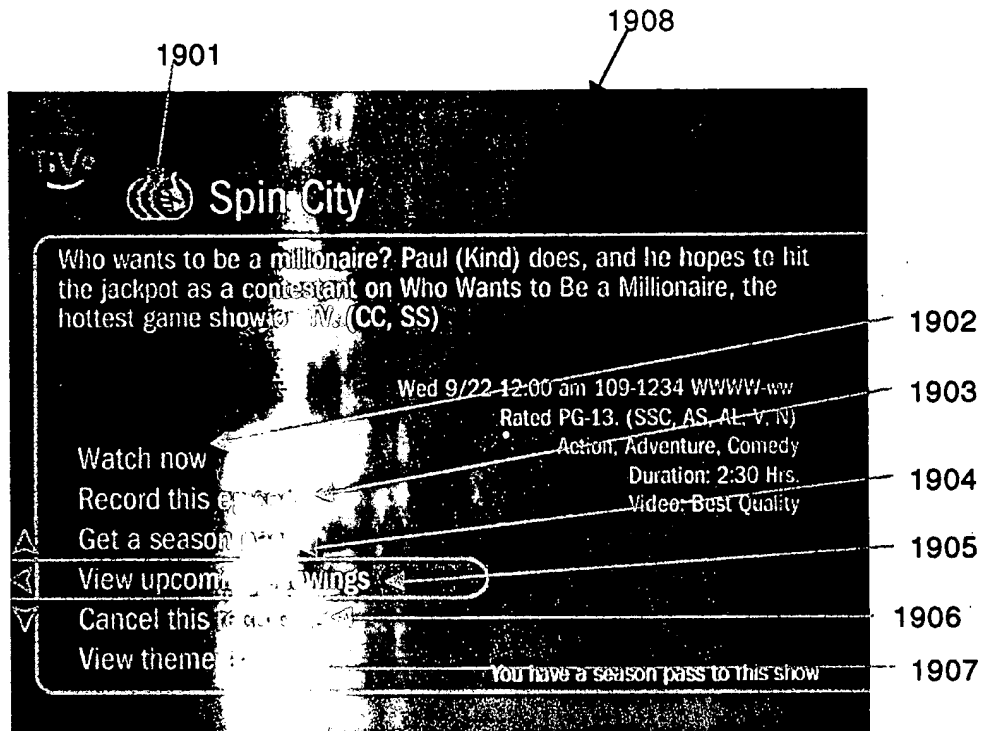 1908
1901
TiVo
Spin City
Who wants to be a millionaire? Paul (Kind) does, and he hopes to hit
the jackpot as a contestant on Who Wants to Be a Millionaire, the
hottest game show on TV. (CC, SS)
1902
Wed 9/22 12:00 am 109-1234 WWWW-ww
1903
Rated PG-13. (SSC, AS, AL, V, N)
Action, Adventure, Comedy
Watch now
Duration: 2:30 Hrs.
1904
Record this
Video: Best Quality
Get a season
1905
View upcoming
Cancel this
1906
View theme
You have a season pass to this show
1907